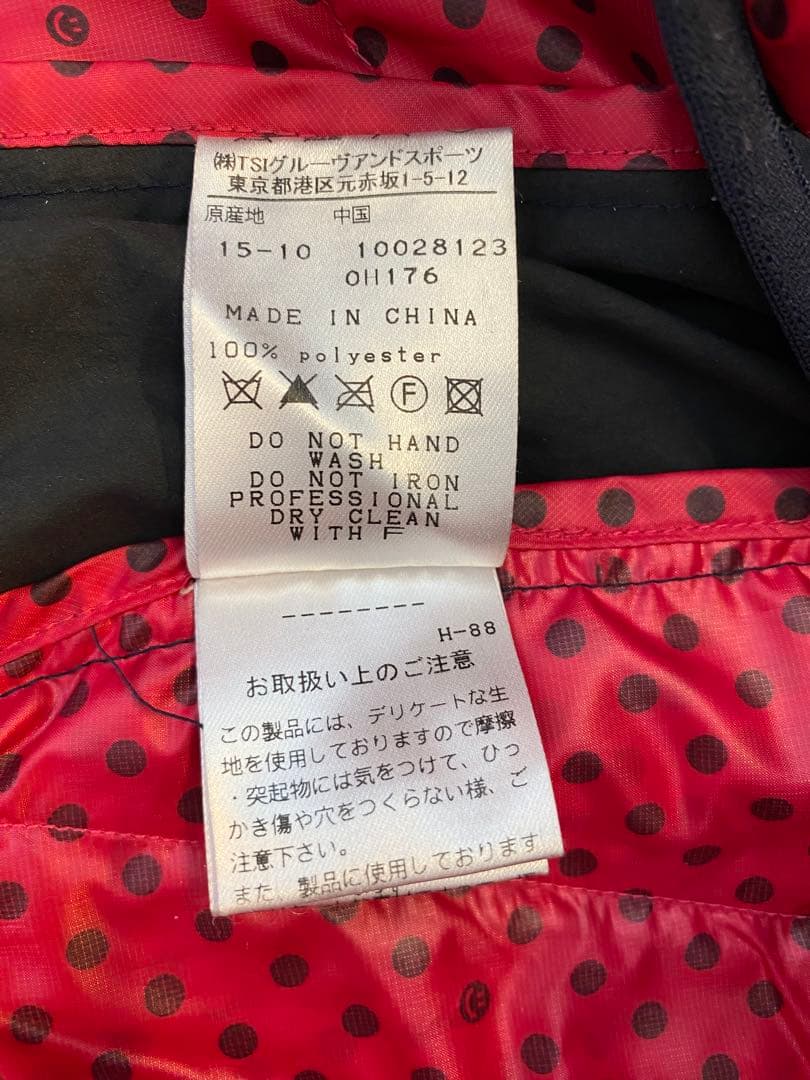 ㈱TSIグルーヴアンドスポーツ
東京都港区元赤坂1-5-12
原産地 中国
15-10 10028123
OH176
MADE IN CHINA
100% polyester
F
DO NOT HAND
WASH
DO NOT IRON
PROFESSIONAL
DRY CLEAN
WITH F
--------
H-88
お取扱い上のご注意
この製品には、デリケートな生
地を使用しておりますので摩擦
・突起物には気をつけて、ひっ
かき傷や穴をつくらない様、ご
注意下さい。
また、製品に使用しております